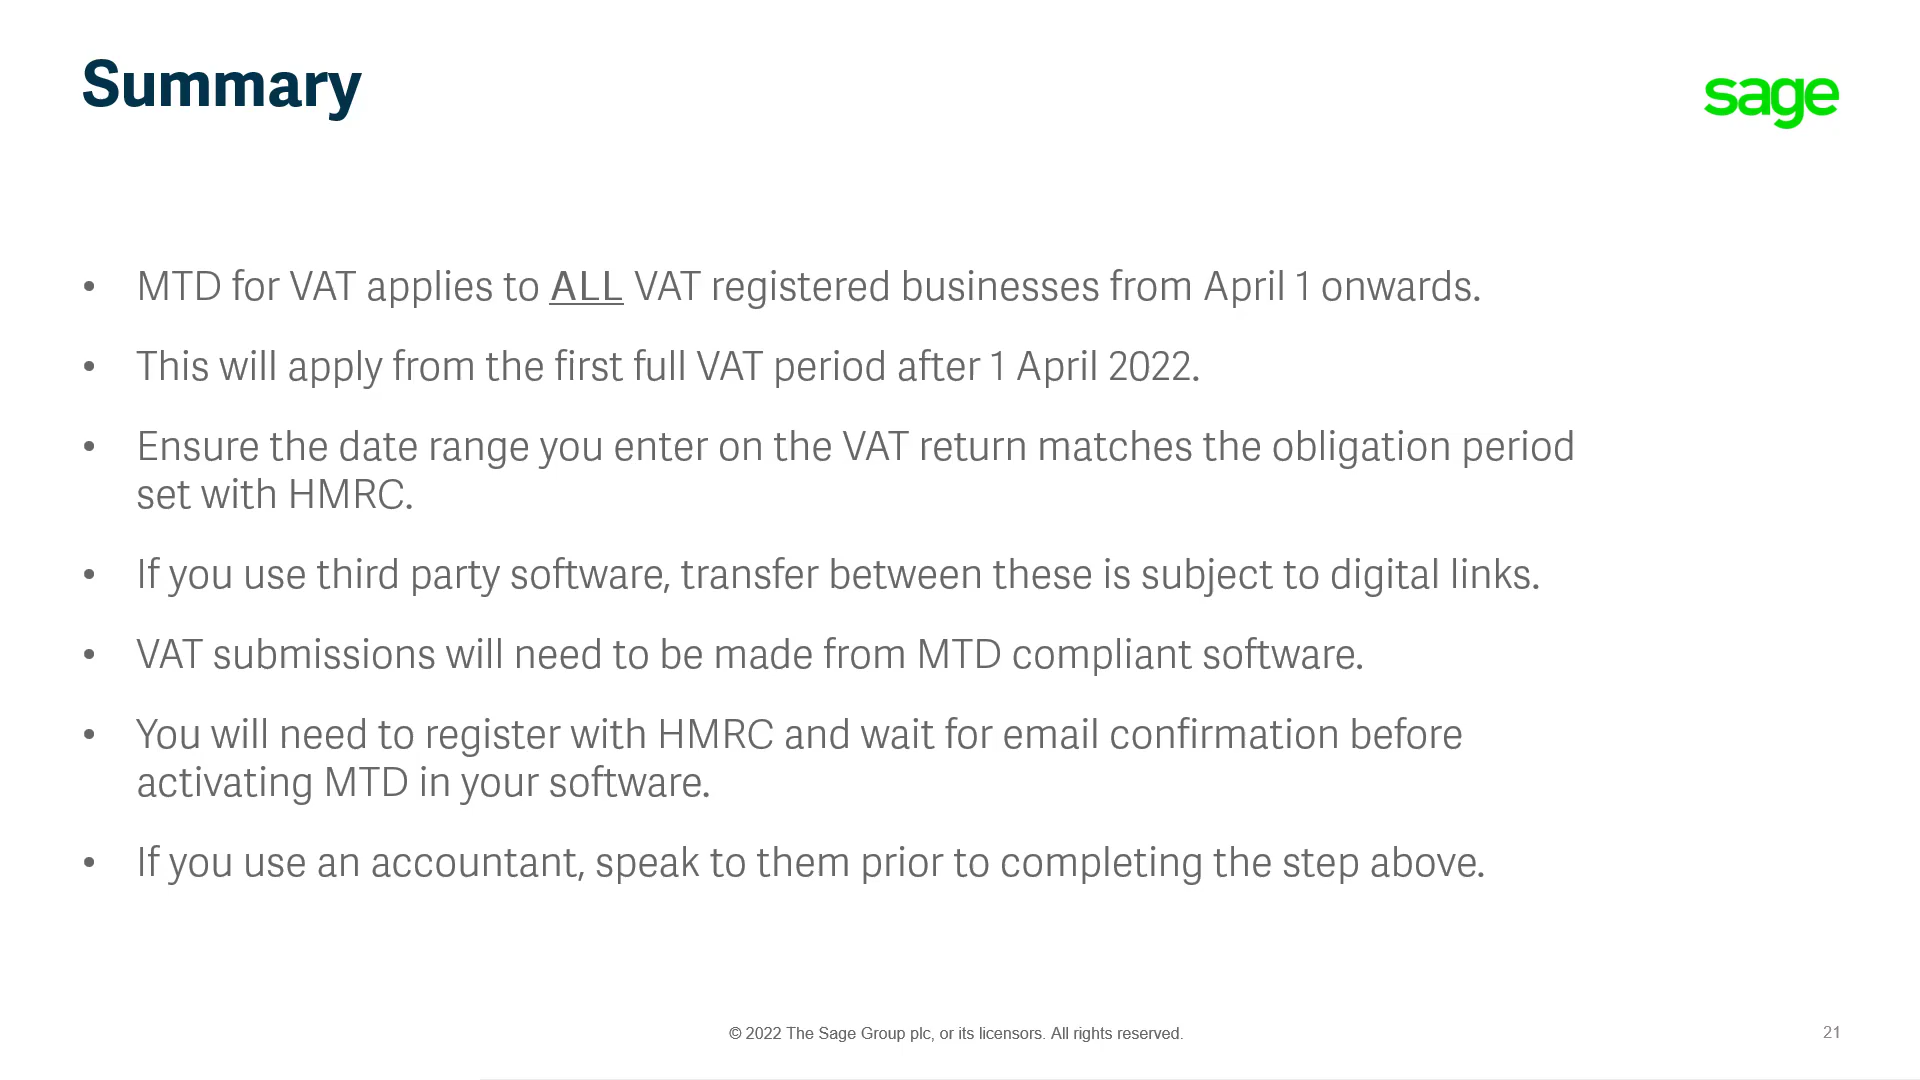 Summary
sage
• MTD for VAT applies to ALL VAT registered businesses from April 1 onwards.
• This will apply from the first full VAT period after 1 April 2022.
• Ensure the date range you enter on the VAT return matches the obligation period
set with HMRC.
• If you use third party software, transfer between these is subject to digital links.
• VAT submissions will need to be made from MTD compliant software.
• You will need to register with HMRC and wait for email confirmation before
activating MTD in your software.
• If you use an accountant, speak to them prior to completing the step above.
© 2022 The Sage Group plc, or its licensors. All rights reserved.
21